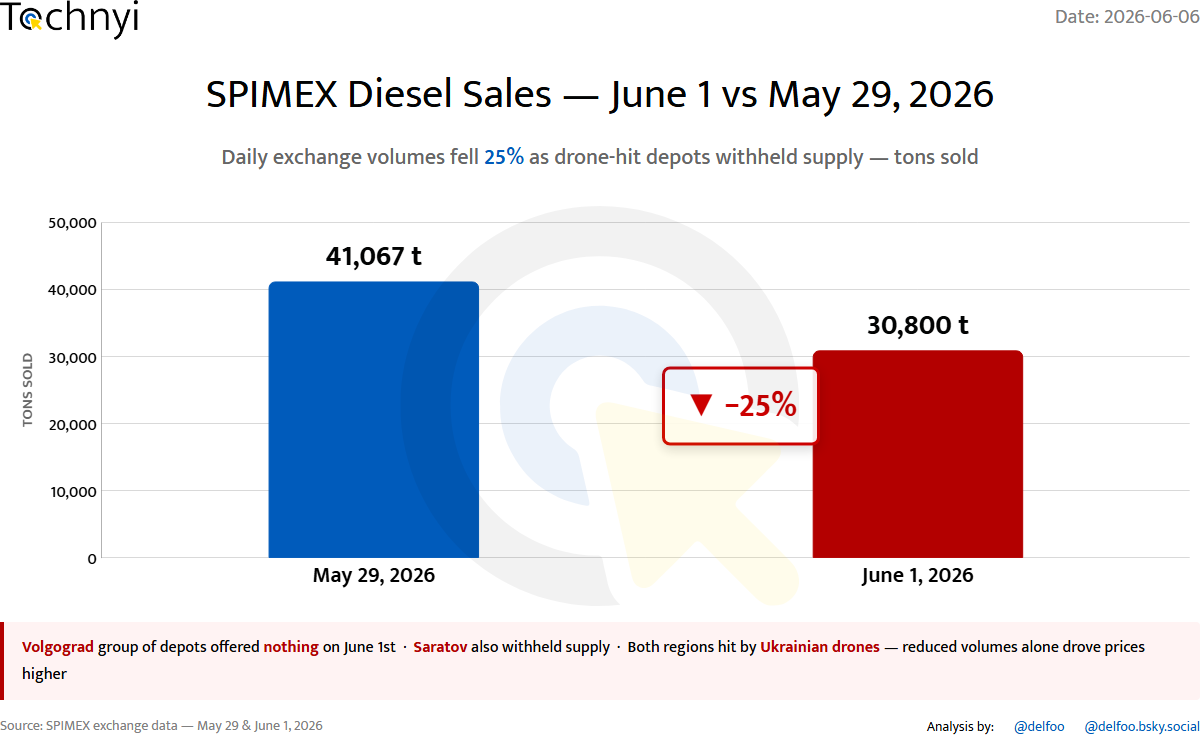 Tochnyi
Date: 2026-06-06
SPIMEX Diesel Sales — June 1 vs May 29, 2026
Daily exchange volumes fell 25% as drone-hit depots withheld supply — tons sold
TONS SOLD
50,000
40,000
30,000
20,000
10,000
0
41,067 t
30,800 t
▼ −25%
May 29, 2026
June 1, 2026
Volgograd group of depots offered nothing on June 1st · Saratov also withheld supply · Both regions hit by Ukrainian drones — reduced volumes alone drove prices
higher
Source: SPIMEX exchange data — May 29 & June 1, 2026
Analysis by: @delfoo @delfoo.bsky.social